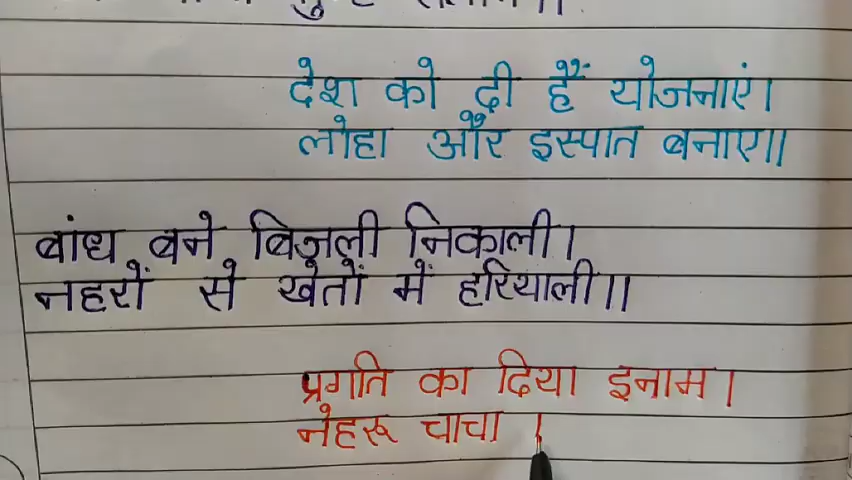 देश को दी हैं योजनाएं।
लोहा और इस्पात बनाए॥
बांध बने बिजली निकाली।
नहरों से खेतों में हरियाली॥
प्रगति का दिया इनाम।
नेहरू चाचा